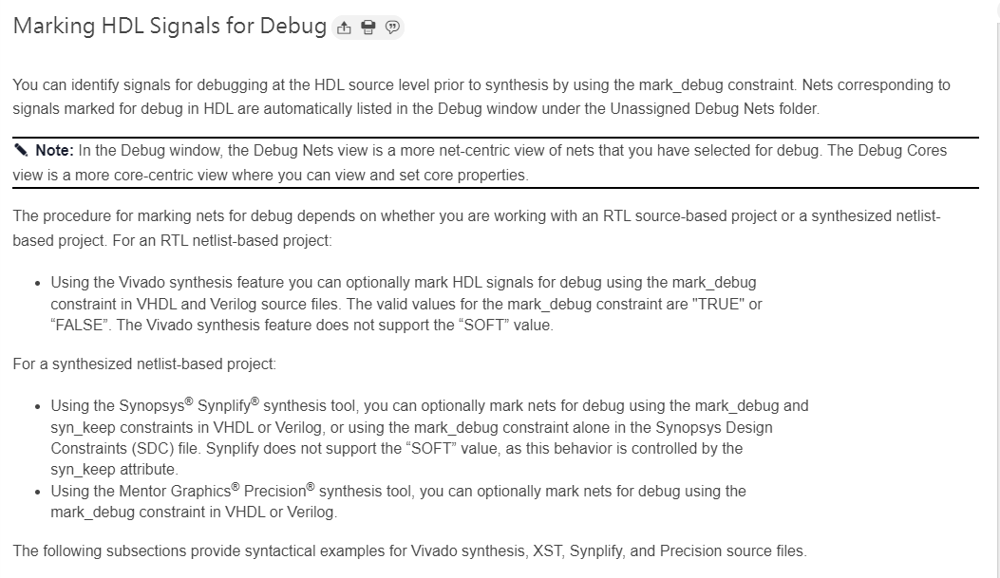 Marking HDL Signals for Debug
You can identify signals for debugging at the HDL source level prior to synthesis by using the mark_debug constraint. Nets corresponding to
signals marked for debug in HDL are automatically listed in the Debug window under the Unassigned Debug Nets folder.
Note: In the Debug window, the Debug Nets view is a more net-centric view of nets that you have selected for debug. The Debug Cores
view is a more core-centric view where you can view and set core properties.
The procedure for marking nets for debug depends on whether you are working with an RTL source-based project or a synthesized netlist-
based project. For an RTL netlist-based project:
• Using the Vivado synthesis feature you can optionally mark HDL signals for debug using the mark_debug
constraint in VHDL and Verilog source files. The valid values for the mark_debug constraint are "TRUE" or
“FALSE”. The Vivado synthesis feature does not support the “SOFT” value.
For a synthesized netlist-based project:
• Using the Synopsys® Synplify® synthesis tool, you can optionally mark nets for debug using the mark_debug and
syn_keep constraints in VHDL or Verilog, or using the mark_debug constraint alone in the Synopsys Design
Constraints (SDC) file. Synplify does not support the “SOFT” value, as this behavior is controlled by the
syn_keep attribute.
• Using the Mentor Graphics® Precision® synthesis tool, you can optionally mark nets for debug using the
mark_debug constraint in VHDL or Verilog.
The following subsections provide syntactical examples for Vivado synthesis, XST, Synplify, and Precision source files.